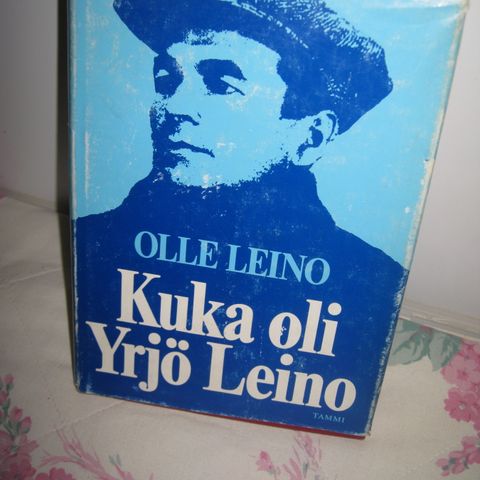 OLLE LEINO
Kuka oli
Yrjö Leino
TAMMI